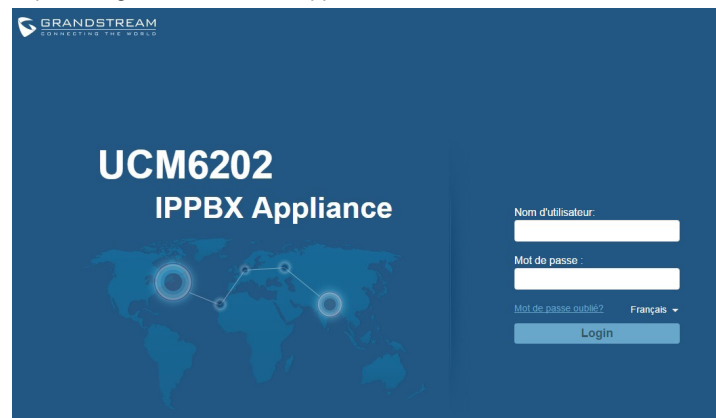 GRANDSTREAM
CONNECTING THE WORLD
UCM6202
IPPBX Appliance
Nom d'utilisateur:
Mot de passe :
Mot de passe oublié?
Français
Login